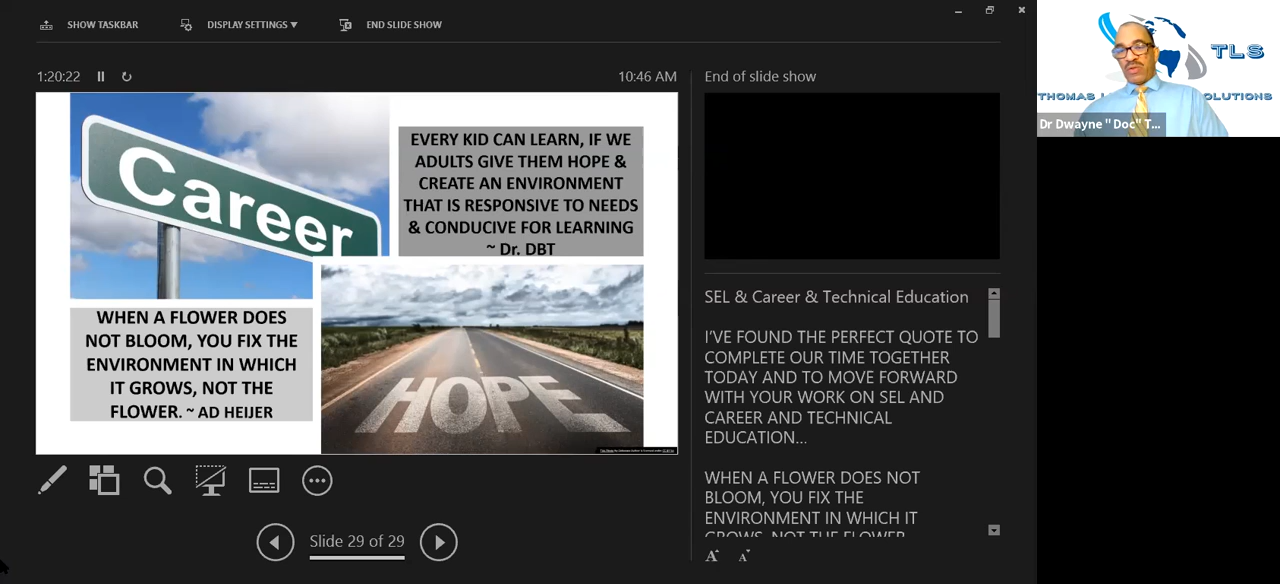 SHOW TASKBAR
DISPLAY SETTINGS ▼
END SLIDE SHOW
1:20:22
10:46 AM
End of slide show
Career
EVERY KID CAN LEARN, IF WE
ADULTS GIVE THEM HOPE &
CREATE AN ENVIRONMENT
THAT IS RESPONSIVE TO NEEDS
& CONDUCIVE FOR LEARNING
~ Dr. DBT
WHEN A FLOWER DOES
NOT BLOOM, YOU FIX THE
ENVIRONMENT IN WHICH
IT GROWS, NOT THE
FLOWER. ~ AD HEIJER
HOPE
Slide 29 of 29
SEL & Career & Technical Education
I'VE FOUND THE PERFECT QUOTE TO
COMPLETE OUR TIME TOGETHER
TODAY AND TO MOVE FORWARD
WITH YOUR WORK ON SEL AND
CAREER AND TECHNICAL
EDUCATION...
WHEN A FLOWER DOES NOT
BLOOM, YOU FIX THE
ENVIRONMENT IN WHICH IT
GROWS, NOT THE FLOWER
A A
TLS
THOMAS
Dr Dwayne " Doc" T...